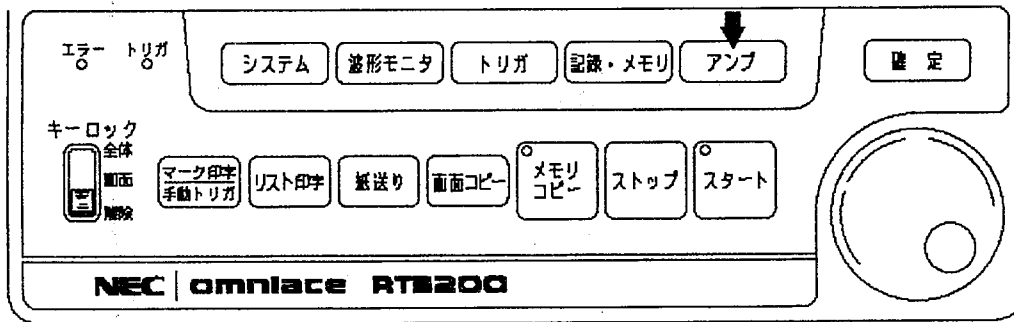 エラー トリガ
システム 波形モニタ トリガ 記録・メモリ アンプ 確定
キーロック
全体
画面
解除
マーク印字
手動トリガ
リスト印字 紙送り 画面コピー
メモリ
コピー
ストップ スタート
NEC omniace RT3200